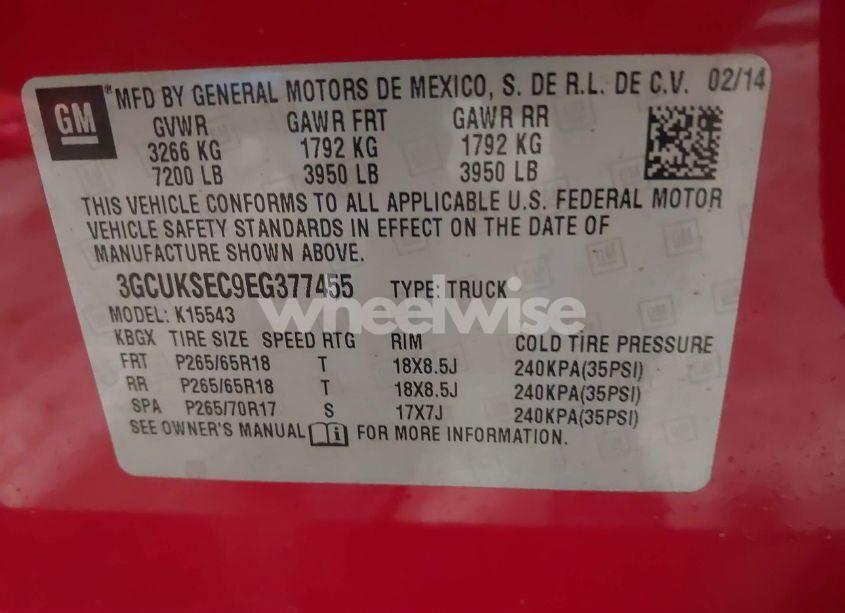 GM
MFD BY GENERAL MOTORS DE MEXICO, S. DE R.L. DE C.V. 02/14
GVWR GAWR FRT GAWR RR
3266 KG 1792 KG 1792 KG
7200 LB 3950 LB 3950 LB
THIS VEHICLE CONFORMS TO ALL APPLICABLE U.S. FEDERAL MOTOR
VEHICLE SAFETY STANDARDS IN EFFECT ON THE DATE OF
MANUFACTURE SHOWN ABOVE.
3GCUKSEC9EG377455 TYPE: TRUCK
MODEL: K15543
KBGX TIRE SIZE SPEED RTG RIM COLD TIRE PRESSURE
FRT P265/65R18 T 18X8.5J 240KPA(35PSI)
RR P265/65R18 T 18X8.5J 240KPA(35PSI)
SPA P265/70R17 S 17X7J 240KPA(35PSI)
SEE OWNER'S MANUAL i FOR MORE INFORMATION.
wheelwise